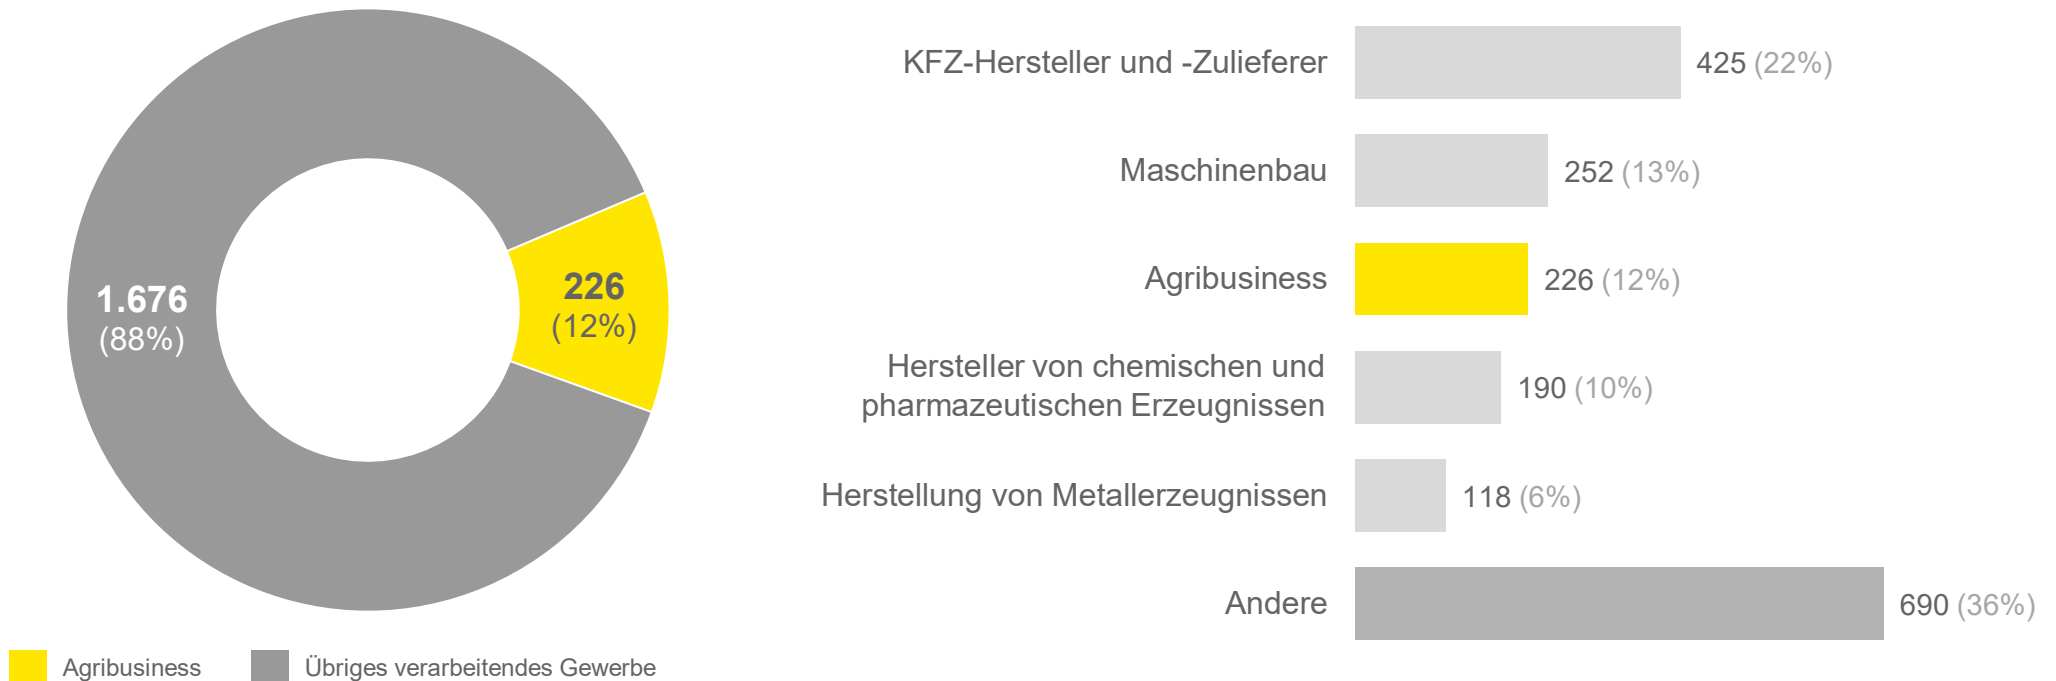 1.676
(88%)
226
(12%)
Agribusiness
Übriges verarbeitendes Gewerbe
KFZ-Hersteller und -Zulieferer
425 (22%)
Maschinenbau
252 (13%)
Agribusiness
226 (12%)
Hersteller von chemischen und
pharmazeutischen Erzeugnissen
190 (10%)
Herstellung von Metallerzeugnissen
118 (6%)
Andere
690 (36%)